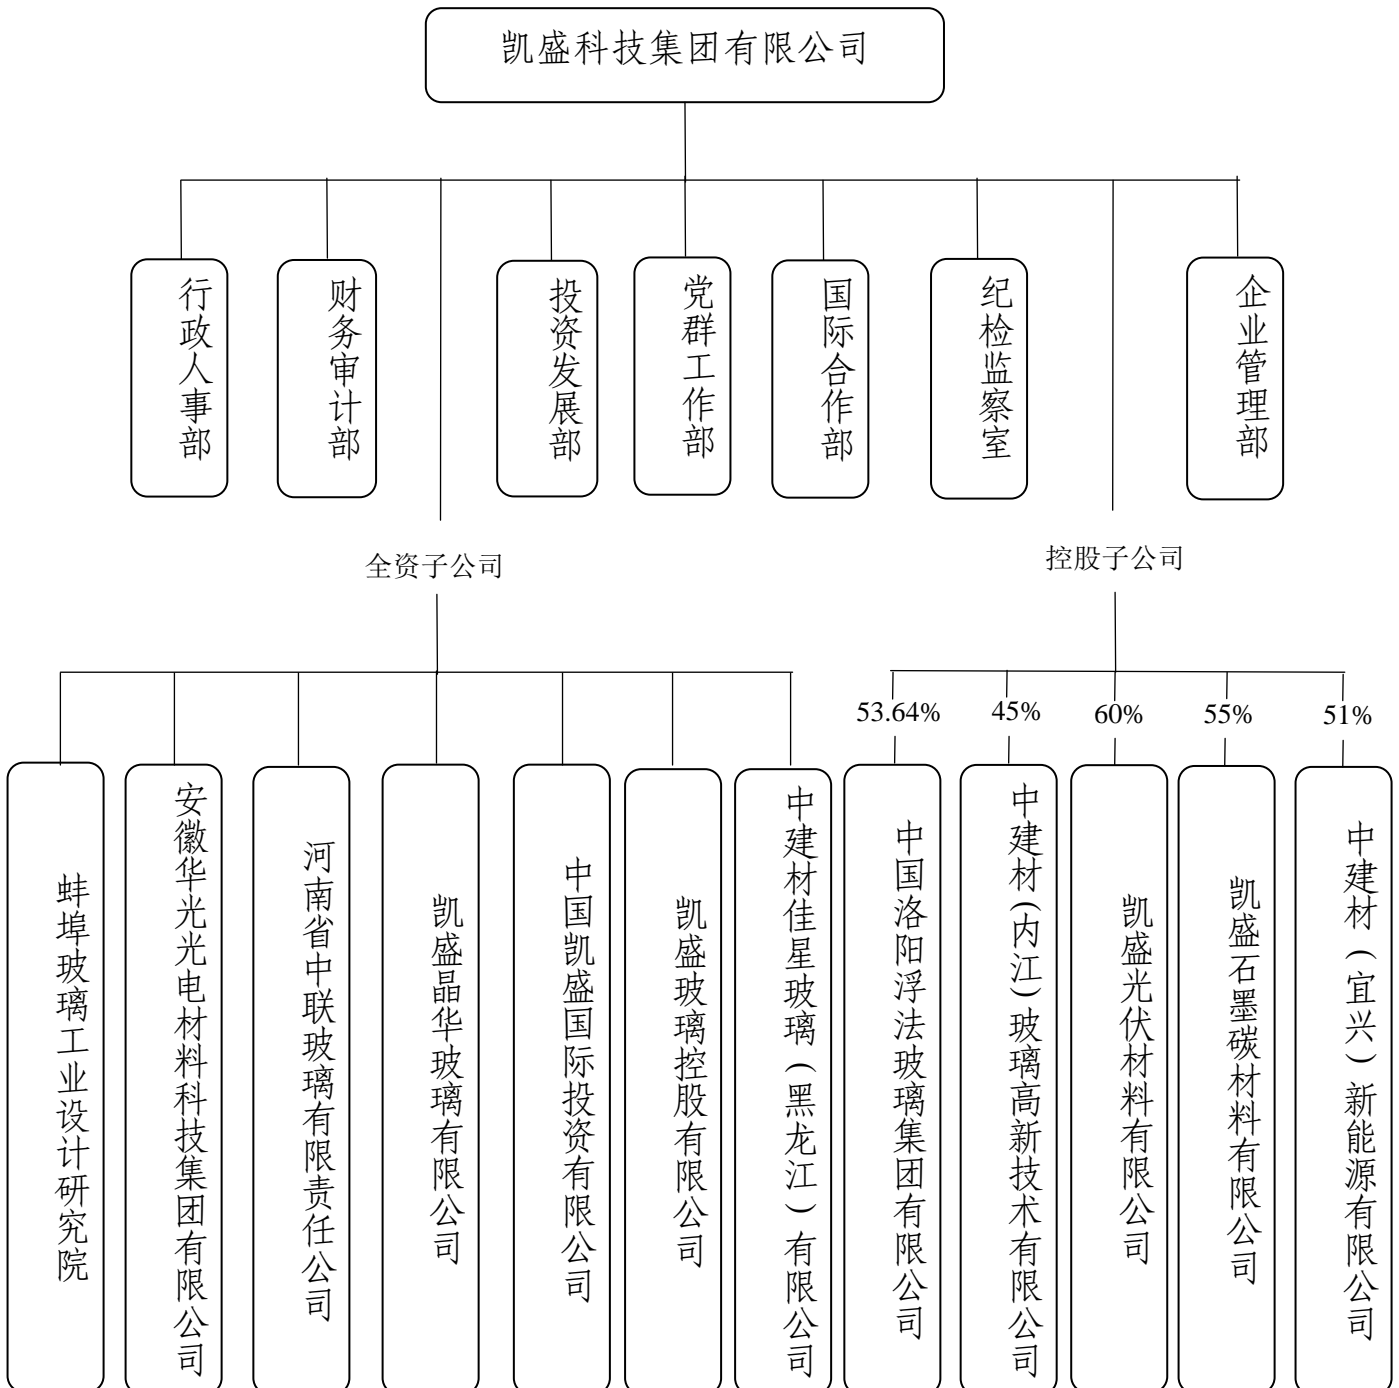 凯盛科技集团有限公司
行政人事部
财务审计部
投资发展部
党群工作部
国际合作部
纪检监察室
企业管理部
全资子公司
控股子公司
53.64%
45%
60%
55%
51%
蚌埠玻璃工业设计研究院
安徽华光光电材料科技集团有限公司
河南省中联玻璃有限责任公司
凯盛晶华玻璃有限公司
中国凯盛国际投资有限公司
凯盛玻璃控股有限公司
中建材佳星玻璃（黑龙江）有限公司
中国洛阳浮法玻璃集团有限公司
中建材(内江)玻璃高新技术有限公司
凯盛光伏材料有限公司
凯盛石墨碳材料有限公司
中建材（宜兴）新能源有限公司